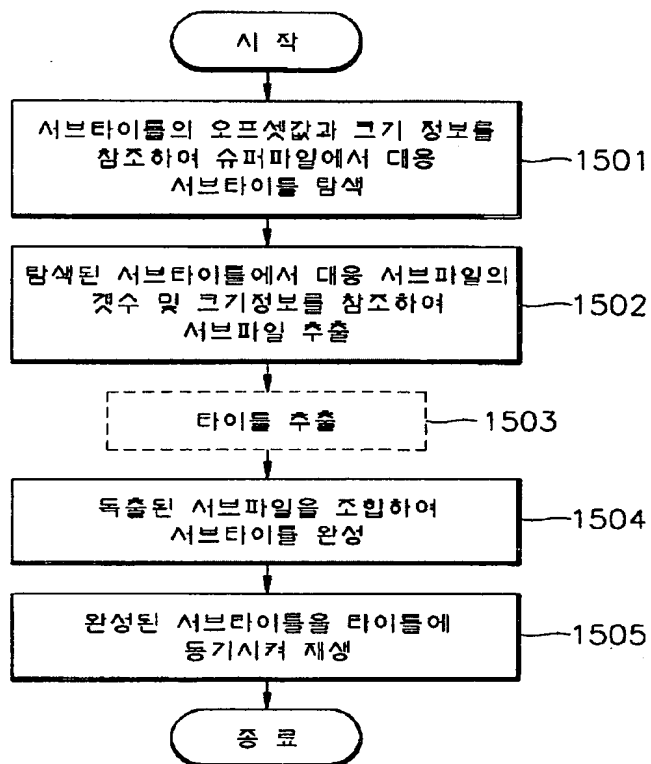 시 작
서브타이틀의 오프셋값과 크기 정보를
참조하여 슈퍼파일에서 대응
서브타이틀 탐색
1501
탐색된 서브타이틀에서 대응 서브파일의
갯수 및 크기정보를 참조하여
서브파일 추출
1502
타이틀 추출
1503
독출된 서브파일을 조합하여
서브타이틀 완성
1504
완성된 서브타이틀을 타이틀에
동기시켜 재생
1505
종 료